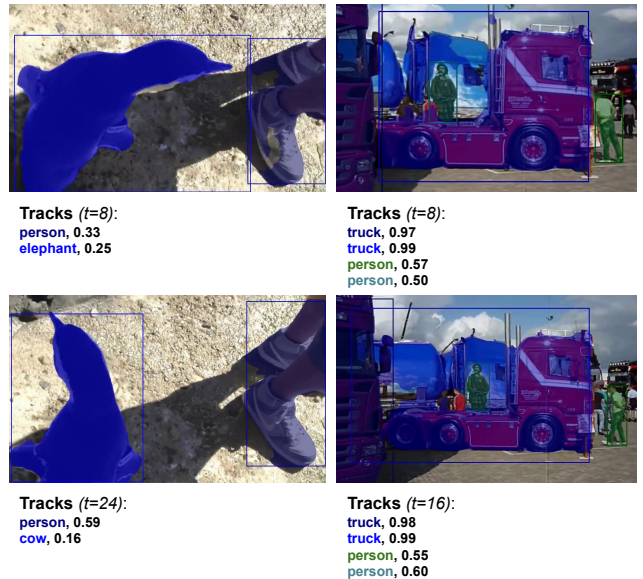 Tracks (t=8):
person, 0.33
elephant, 0.25
Tracks (t=8):
truck, 0.97
truck, 0.99
person, 0.57
person, 0.50
Tracks (t=24):
person, 0.59
cow, 0.16
Tracks (t=16):
truck, 0.98
truck, 0.99
person, 0.55
person, 0.60